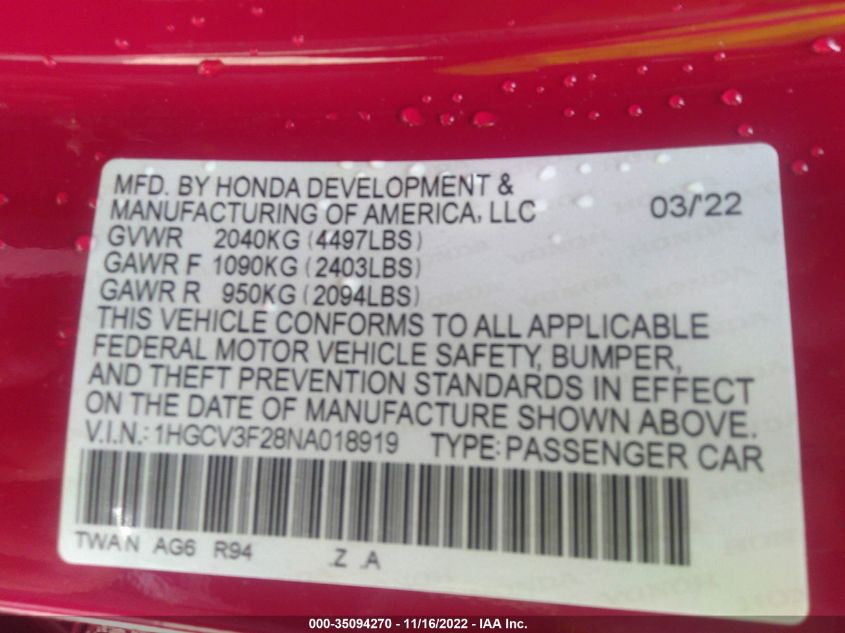 MFD. BY HONDA DEVELOPMENT &
MANUFACTURING OF AMERICA, LLC 03/'22
GVWR 2040KG (4497LBS)
GAWR F 1090KG (2403LBS)
GAWR R 950KG (2094LBS)
THIS VEHICLE CONFORMS TO ALL APPLICABLE
FEDERAL MOTOR VEHICLE SAFETY, BUMPER,
AND THEFT PREVENTION STANDARDS IN EFFECT
ON THE DATE OF MANUFACTURE SHOWN ABOVE.
V.I.N.: 1HGCV3F28NA018919 TYPE: PASSENGER CAR
TWAN AG6 R94 .Z .A
000-35094270 - 11/16/2022 - IAA Inc.